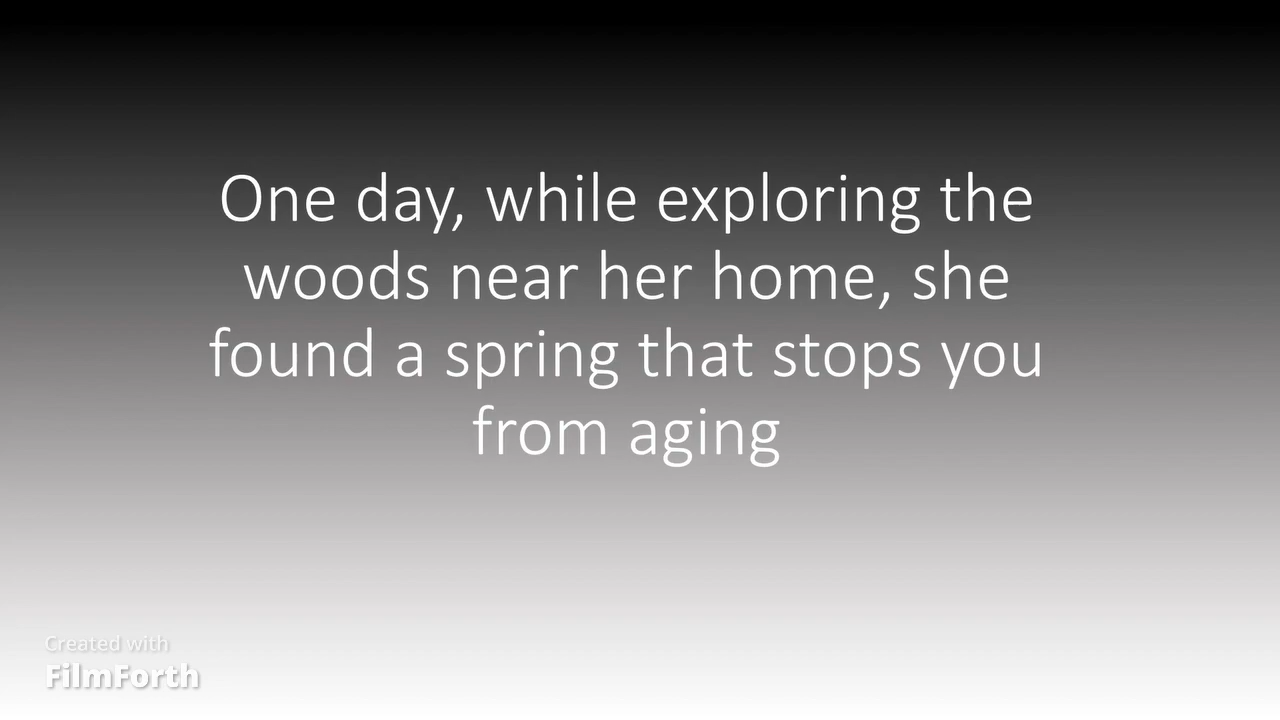 One day, while exploring the
woods near her home, she
found a spring that stops you
from aging
Created with
FilmForth